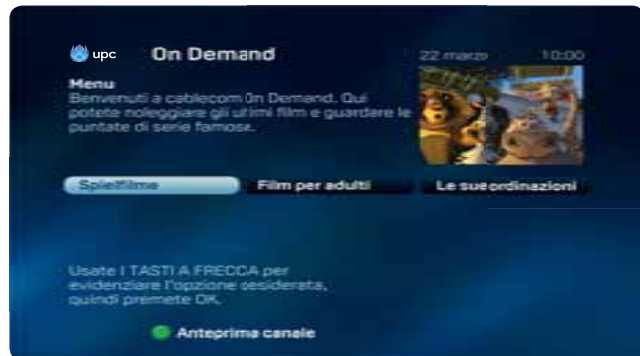 upc On Demand 22 marzo 10:00
Menu
Benvenuti a cablecom On Demand. Qui
potete noleggiare gli ultimi film e guardare le
puntate di serie famose.
Spielfilme Film per adulti Le sue ordinazioni
Usate I TASTI A FRECCA per
evidenziare l'opzione desiderata,
quindi premete OK.
Anteprima canale